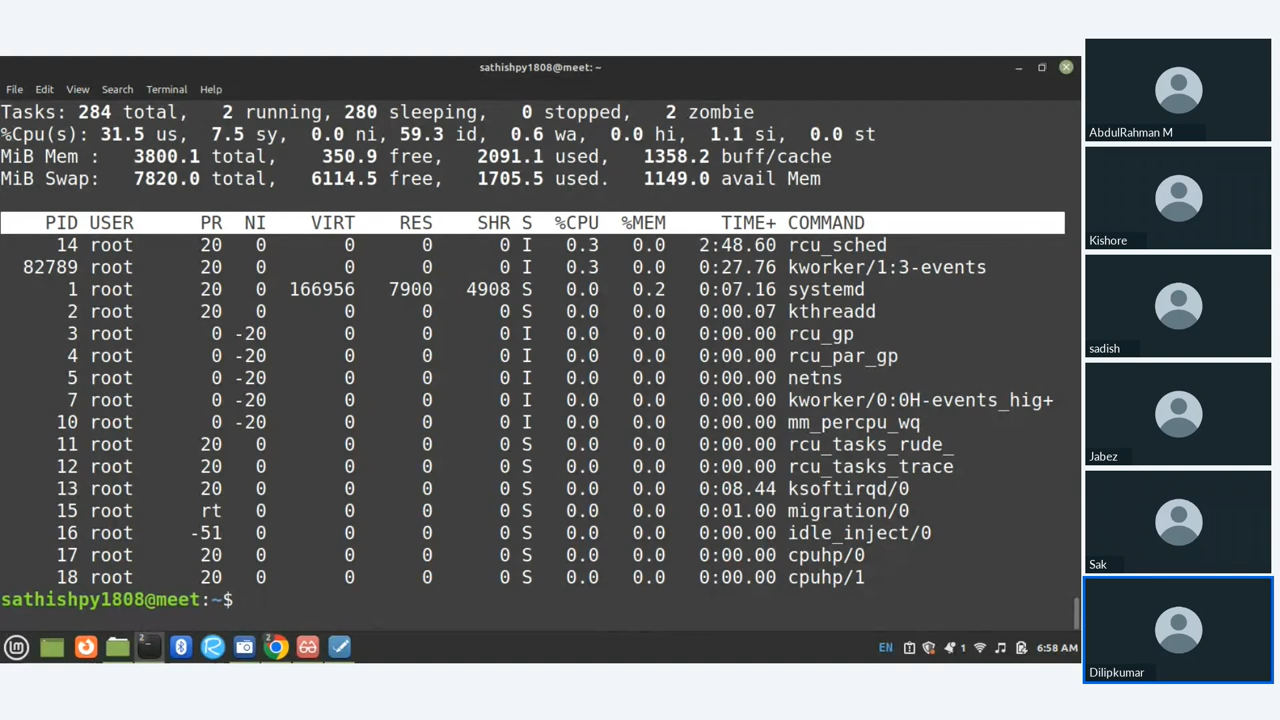 sathishpy1808@meet: ~
File Edit View Search Terminal Help
Tasks: 284 total, 2 running, 280 sleeping, 0 stopped, 2 zombie
%Cpu(s): 31.5 us, 7.5 sy, 0.0 ni, 59.3 id, 0.6 wa, 0.0 hi, 1.1 si, 0.0 st
MiB Mem : 3800.1 total, 350.9 free, 2091.1 used, 1358.2 buff/cache
MiB Swap: 7820.0 total, 6114.5 free, 1705.5 used. 1149.0 avail Mem
PID USER PR NI VIRT RES SHR S %CPU %MEM TIME+ COMMAND
14 root 20 0 0 0 0 I 0.3 0.0 2:48.60 rcu_sched
82789 root 20 0 0 0 0 I 0.3 0.0 0:27.76 kworker/1:3-events
1 root 20 0 166956 7900 4908 S 0.0 0.2 0:07.16 systemd
2 root 20 0 0 0 0 S 0.0 0.0 0:00.07 kthreadd
3 root 0 -20 0 0 0 I 0.0 0.0 0:00.00 rcu_gp
4 root 0 -20 0 0 0 I 0.0 0.0 0:00.00 rcu_par_gp
5 root 0 -20 0 0 0 I 0.0 0.0 0:00.00 netns
7 root 0 -20 0 0 0 I 0.0 0.0 0:00.00 kworker/0:0H-events_hig+
10 root 0 -20 0 0 0 I 0.0 0.0 0:00.00 mm_percpu_wq
11 root 20 0 0 0 0 S 0.0 0.0 0:00.00 rcu_tasks_rude_
12 root 20 0 0 0 0 S 0.0 0.0 0:00.00 rcu_tasks_trace
13 root 20 0 0 0 0 S 0.0 0.0 0:08.44 ksoftirqd/0
15 root rt 0 0 0 0 S 0.0 0.0 0:01.00 migration/0
16 root -51 0 0 0 0 S 0.0 0.0 0:00.00 idle_inject/0
17 root 20 0 0 0 0 S 0.0 0.0 0:00.00 cpuhp/0
18 root 20 0 0 0 0 S 0.0 0.0 0:00.00 cpuhp/1
sathishpy1808@meet:~$
2 2 EN 1 6:58 AM
AbdulRahman M
Kishore
sadish
Jabez
Sak
Dilipkumar